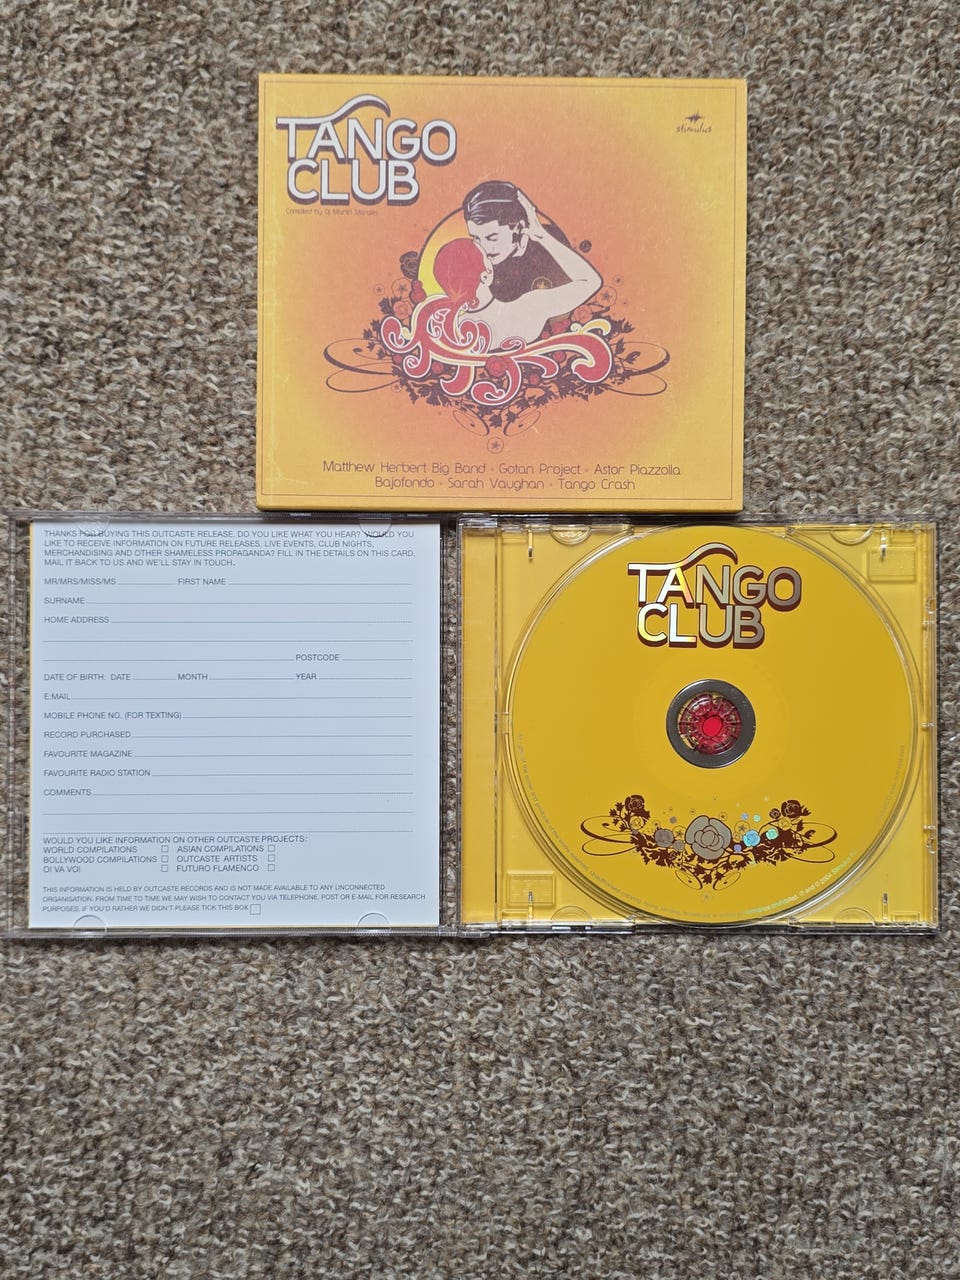 TANGO
CLUB
Compiled by DJ Martin Morales
stimulus
Matthew Herbert Big Band • Gotan Project • Astor Piazzolla
Bajofondo • Sarah Vaughan • Tango Crash
THANKS FOR BUYING THIS OUTCASTE RELEASE. DO YOU LIKE WHAT YOU HEAR? WOULD YOU
LIKE TO RECEIVE INFORMATION ON FUTURE RELEASES, LIVE EVENTS, CLUB NIGHTS,
MERCHANDISING AND OTHER SHAMELESS PROPAGANDA? FILL IN THE DETAILS ON THIS CARD,
MAIL IT BACK TO US AND WE'LL STAY IN TOUCH.
MR/MRS/MISS/MS FIRST NAME
SURNAME
HOME ADDRESS
POSTCODE
DATE OF BIRTH: DATE MONTH YEAR
E:MAIL
MOBILE PHONE NO. (FOR TEXTING)
RECORD PURCHASED
FAVOURITE MAGAZINE
FAVOURITE RADIO STATION
COMMENTS
WOULD YOU LIKE INFORMATION ON OTHER OUTCASTE PROJECTS:
WORLD COMPILATIONS ASIAN COMPILATIONS
BOLLYWOOD COMPILATIONS OUTCASTE ARTISTS
OI VA VOI FUTURO FLAMENCO
THIS INFORMATION IS HELD BY OUTCASTE RECORDS AND IS NOT MADE AVAILABLE TO ANY UNCONNECTED
ORGANISATION. FROM TIME TO TIME WE MAY WISH TO CONTACT YOU VIA TELEPHONE, POST OR E-MAIL FOR RESEARCH
PURPOSES, IF YOU'D RATHER WE DIDN'T PLEASE TICK THIS BOX
TANGO
CLUB